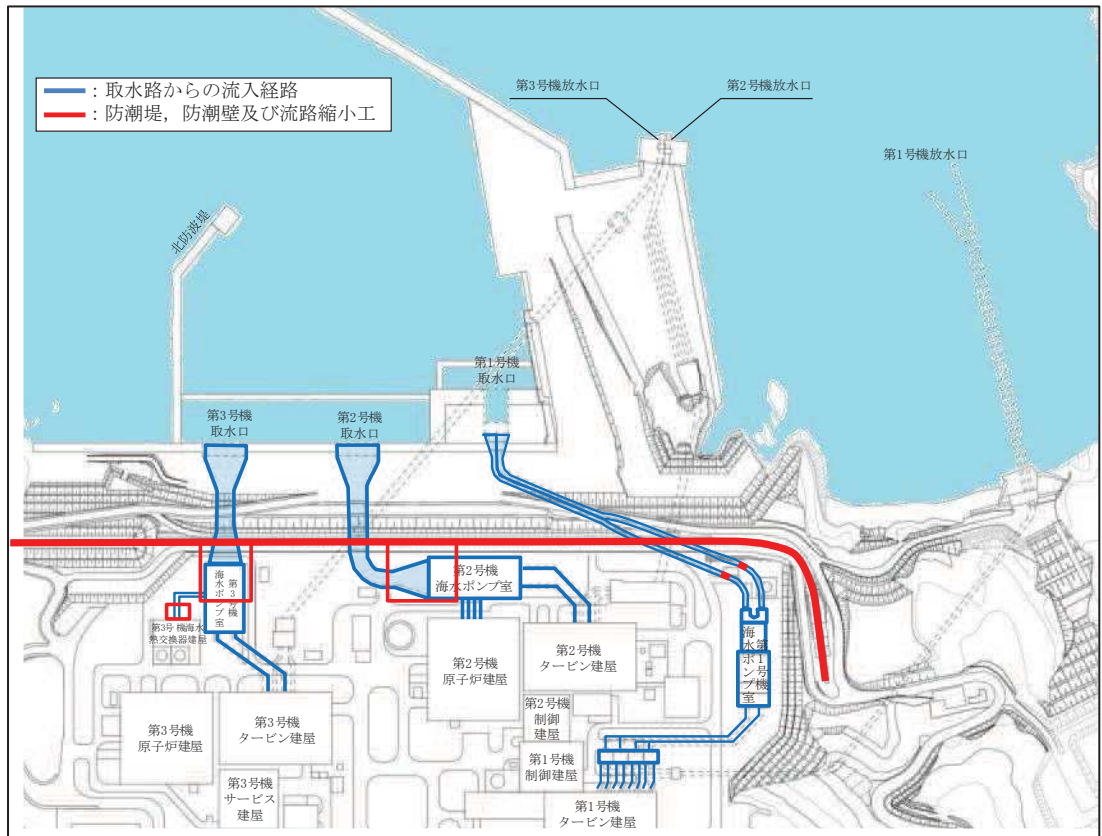 ：取水路からの流入経路
：防潮堤，防潮壁及び流路縮小工
第3号機放水口
第2号機放水口
第1号機放水口
北防波堤
第1号機
取水口
第3号機
取水口
第2号機
取水口
第3号機
海水ポンプ室
第2号機
海水ポンプ室
第3号機海水
熱交換器建屋
第1号機
海水ポンプ室
第2号機
原子炉建屋
第2号機
タービン建屋
第3号機
原子炉建屋
第3号機
タービン建屋
第2号機
制御
建屋
第1号機
制御建屋
第3号機
サービス
建屋
第1号機
タービン建屋